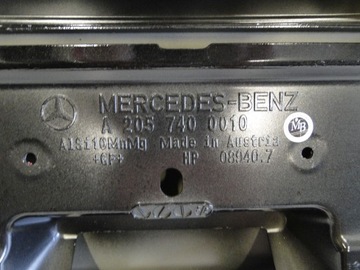 MERCEDES-BENZ
A 205 740 0010
MB
AlSi10MnMg Made in Austria
+GF+ HP 08940.7